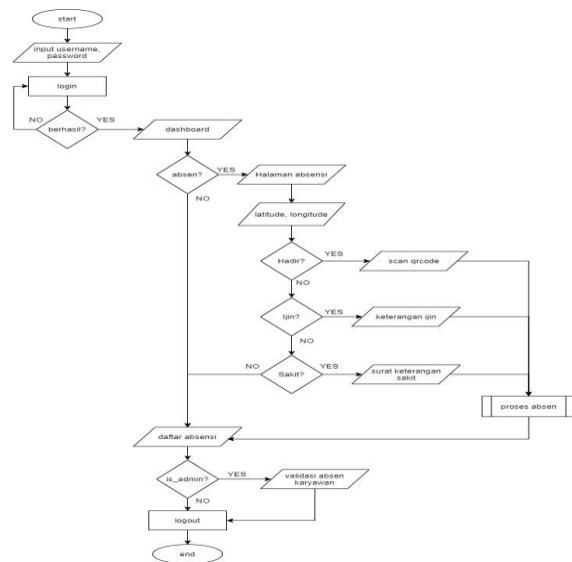 start
input username,
password
login
NO
berhasil?
YES
dashboard
absen?
YES
Halaman absensi
NO
latitude, longitude
Hadir?
YES
scan qrcode
NO
Ijin?
YES
keterangan ijin
NO
NO
Sakit?
YES
surat keterangan
sakit
proses absen
daftar absensi
is_admin?
YES
validasi absen
karyawan
NO
logout
end